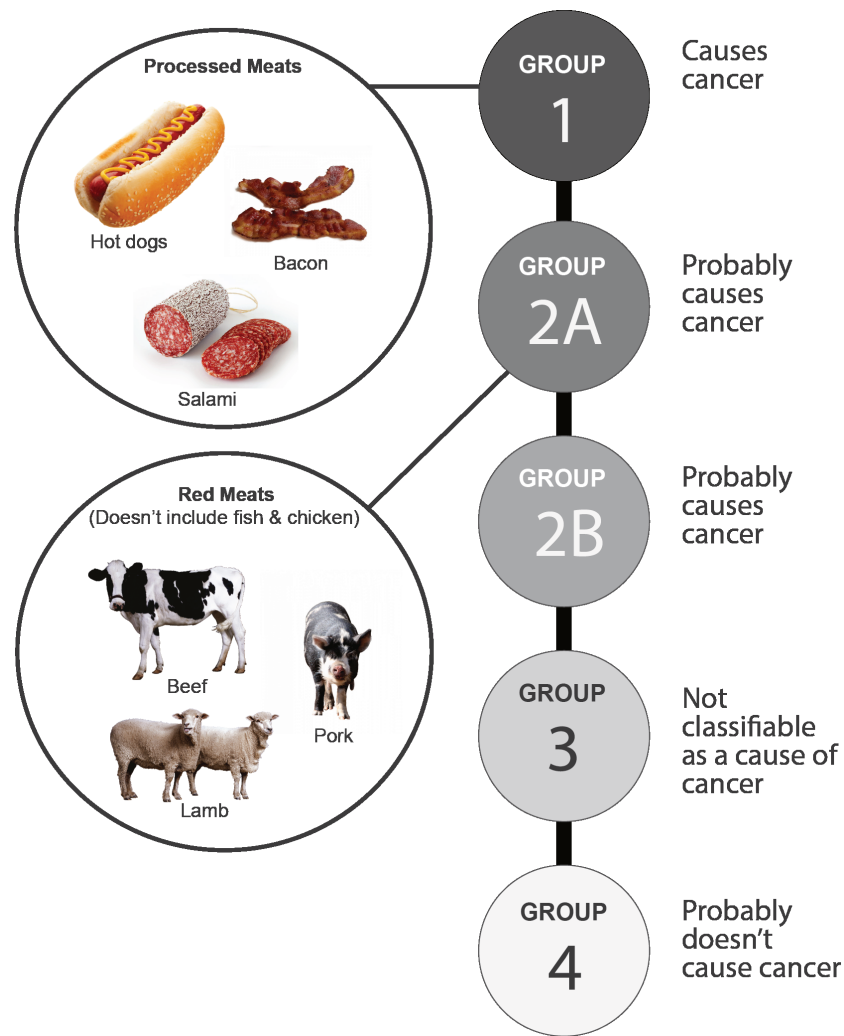 Processed Meats
Hot dogs
Bacon
Salami
GROUP
1
Causes
cancer
GROUP
2A
Probably
causes
cancer
Red Meats
(Doesn't include fish & chicken)
Beef
Pork
Lamb
GROUP
2B
Probably
causes
cancer
GROUP
3
Not
classifiable
as a cause of
cancer
GROUP
4
Probably
doesn't
cause cancer